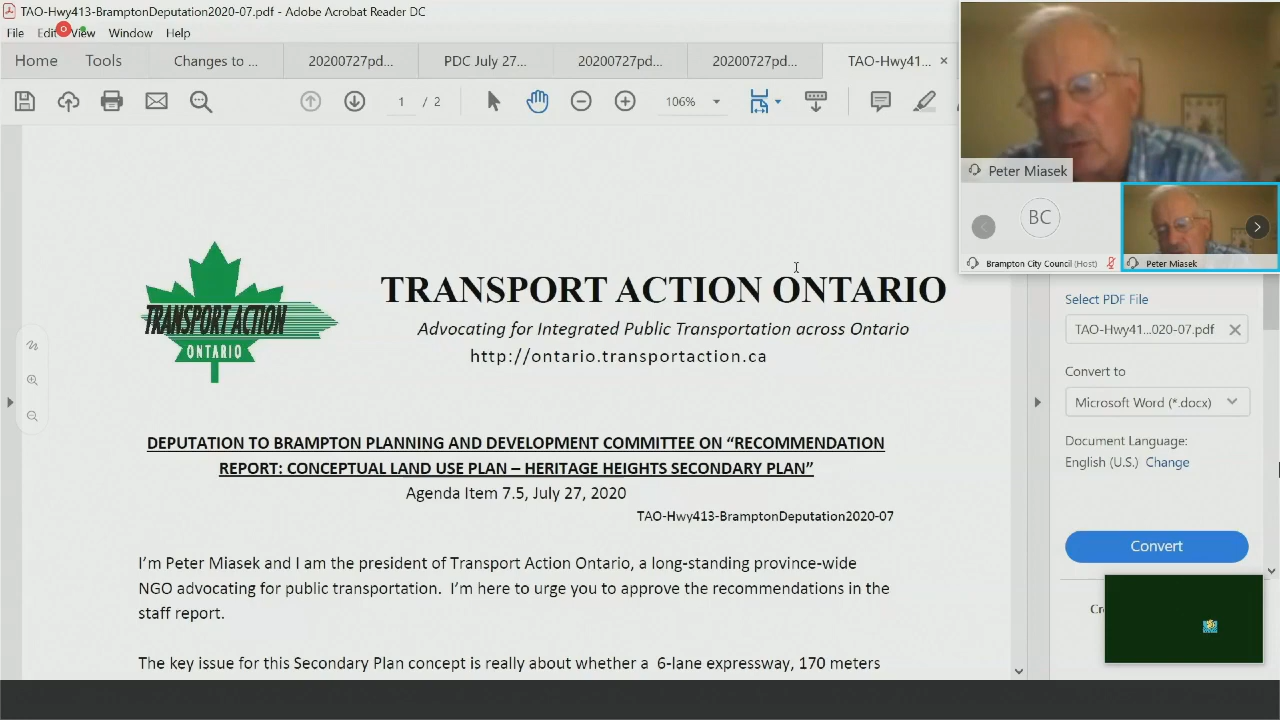 TAO-Hwy413-BramptonDeputation2020-07.pdf - Adobe Acrobat Reader DC
File Edit View Window Help
Home Tools Changes to ... 20200727pd... PDC July 27... 20200727pd... 20200727pd... TAO-Hwy41...
1 / 2 106%
Peter Miasek
BC
Brampton City Council (Host) Peter Miasek
TRANSPORT ACTION
ONTARIO
TRANSPORT ACTION ONTARIO
Advocating for Integrated Public Transportation across Ontario
http://ontario.transportaction.ca
DEPUTATION TO BRAMPTON PLANNING AND DEVELOPMENT COMMITTEE ON “RECOMMENDATION
REPORT: CONCEPTUAL LAND USE PLAN – HERITAGE HEIGHTS SECONDARY PLAN”
Agenda Item 7.5, July 27, 2020
TAO-Hwy413-BramptonDeputation2020-07
I’m Peter Miasek and I am the president of Transport Action Ontario, a long-standing province-wide
NGO advocating for public transportation. I’m here to urge you to approve the recommendations in the
staff report.
The key issue for this Secondary Plan concept is really about whether a 6-lane expressway, 170 meters
Select PDF File
TAO-Hwy41...020-07.pdf
Convert to
Microsoft Word (*.docx)
Document Language:
English (U.S.) Change
Convert